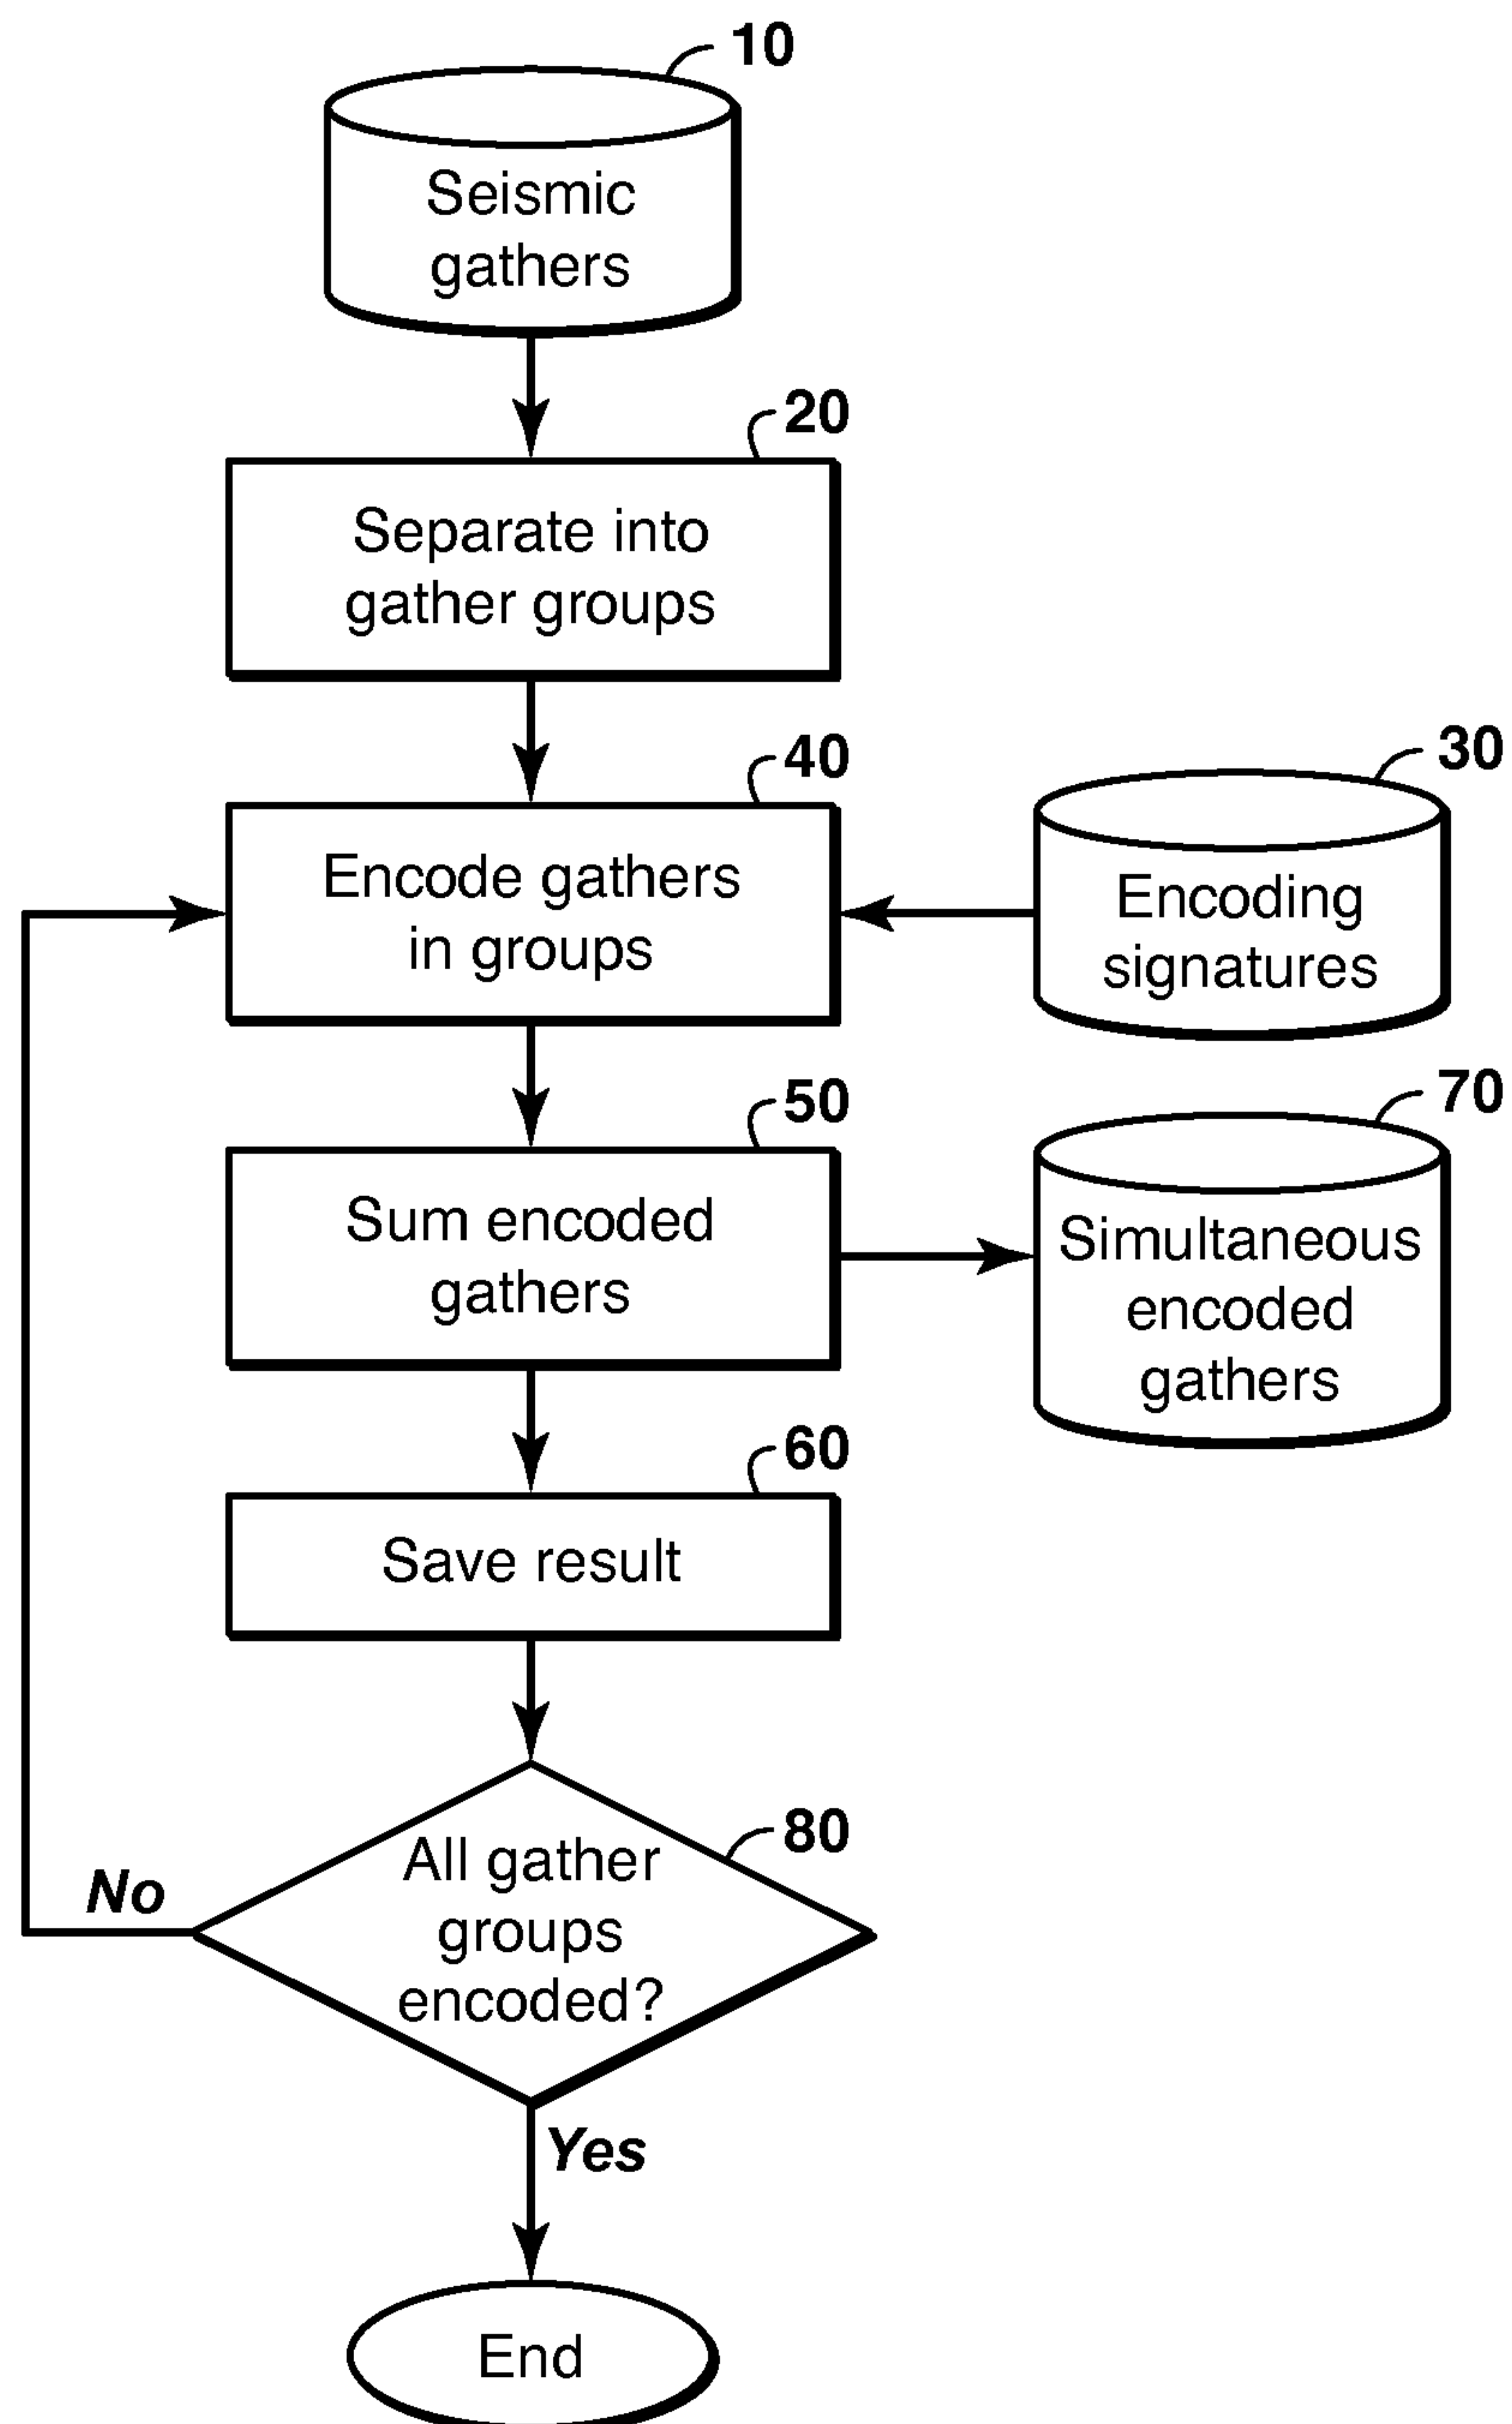 10
Seismic
gathers
20
Separate into
gather groups
40
Encode gathers
in groups
30
Encoding
signatures
50
Sum encoded
gathers
70
Simultaneous
encoded
gathers
60
Save result
80
All gather
groups
encoded?
No
Yes
End